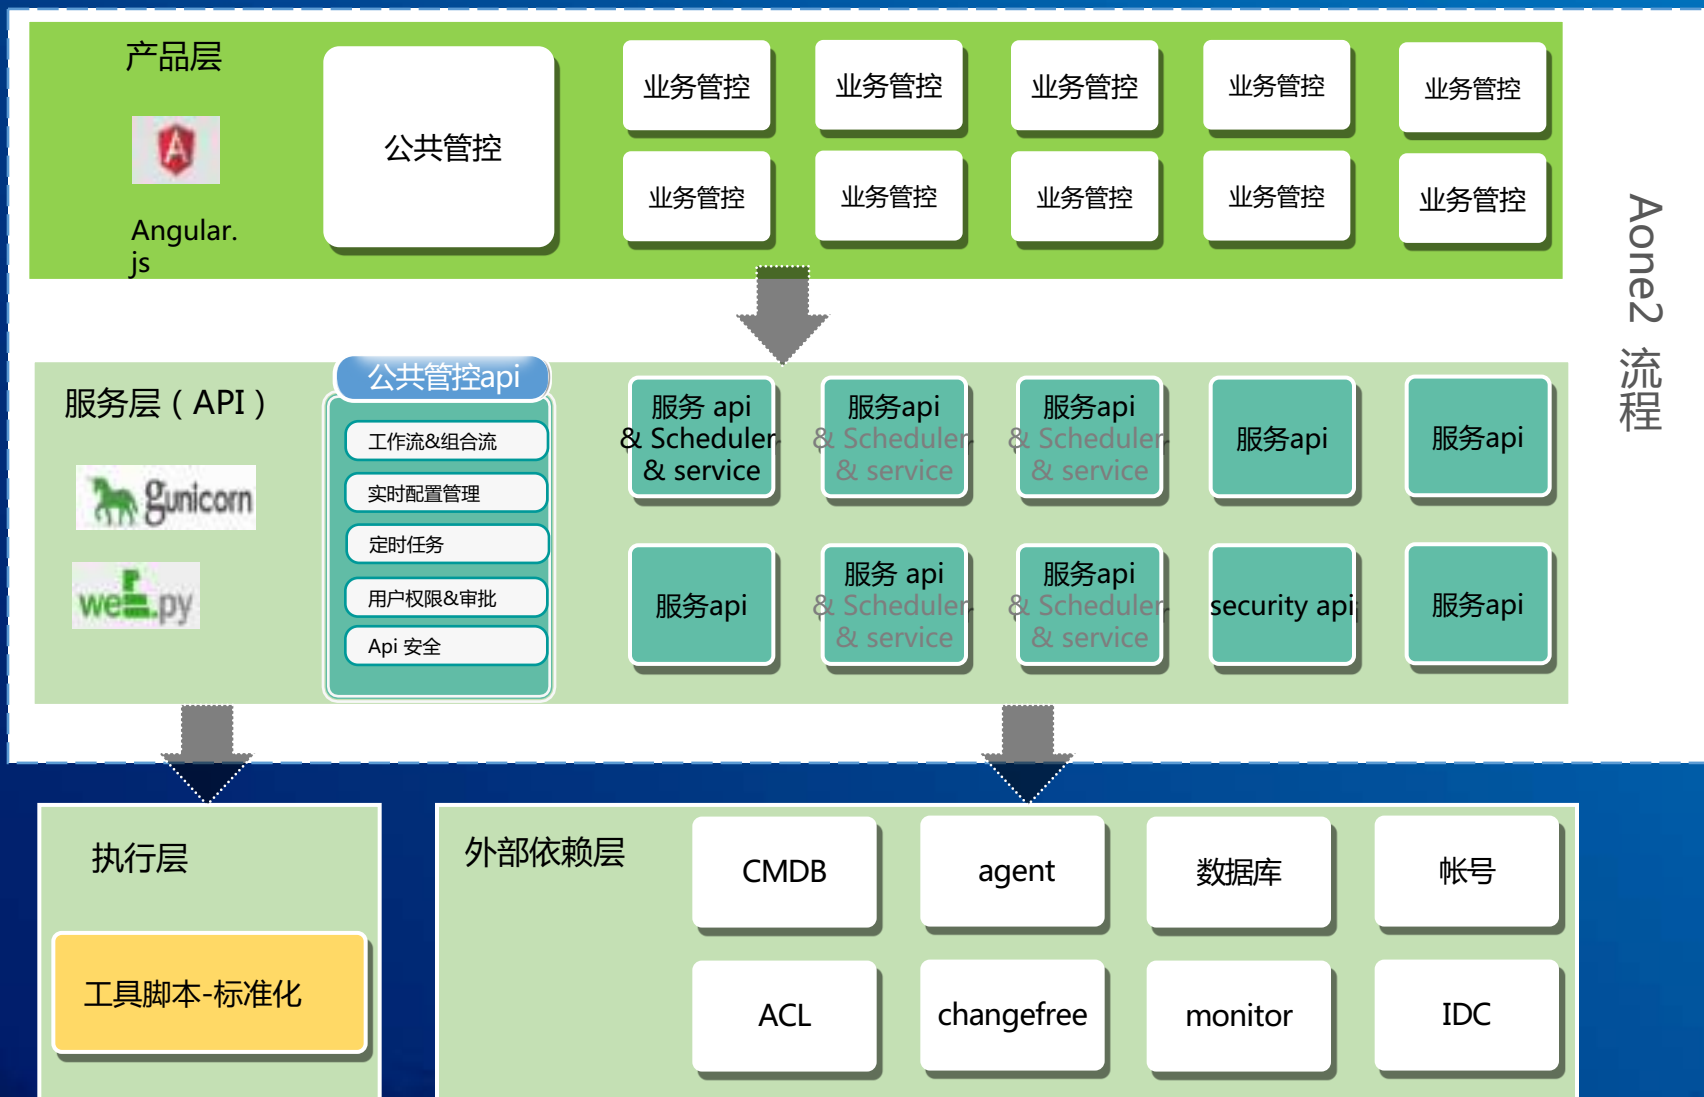 产品层
Angular.
js
公共管控
业务管控
业务管控
业务管控
业务管控
业务管控
业务管控
业务管控
业务管控
业务管控
业务管控
Aone2 流程
服务层（API）
gunicorn
web.py
公共管控api
工作流&组合流
实时配置管理
定时任务
用户权限&审批
Api 安全
服务 api
& Scheduler
& service
服务api
& Scheduler
& service
服务api
& Scheduler
& service
服务api
服务api
服务api
服务 api
& Scheduler
& service
服务api
& Scheduler
& service
security api
服务api
执行层
工具脚本-标准化
外部依赖层
CMDB
agent
数据库
帐号
ACL
changefree
monitor
IDC